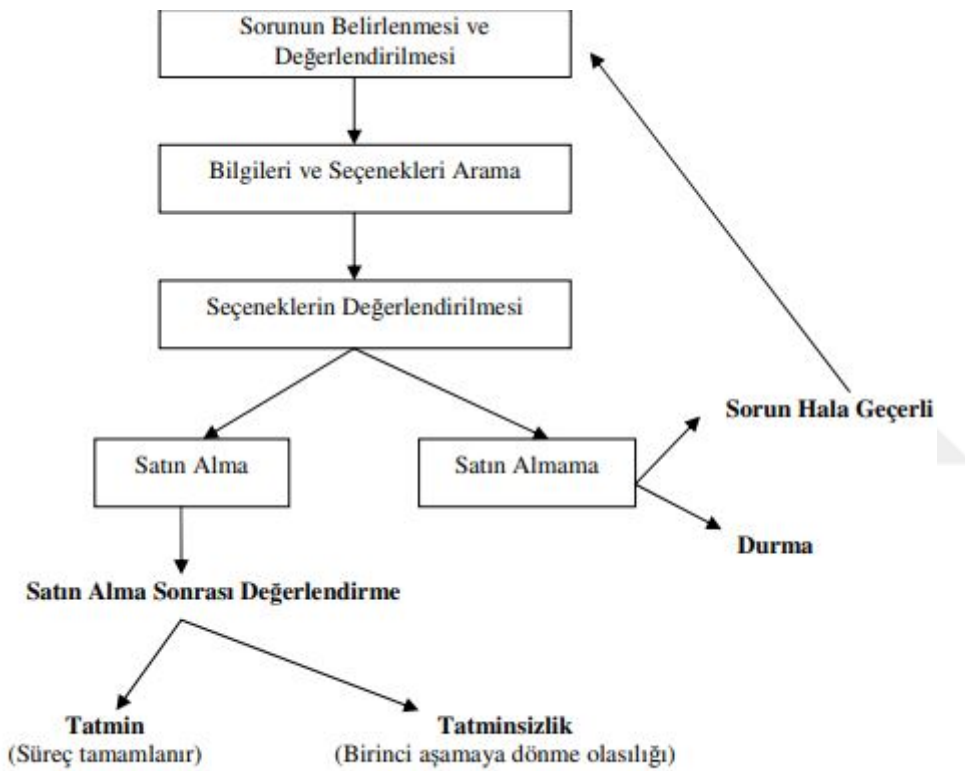 Sorunun Belirlenmesi ve
Değerlendirilmesi
Bilgileri ve Seçenekleri Arama
Seçeneklerin Değerlendirilmesi
Sorun Hala Geçerli
Satın Alma
Satın Almama
Durma
Satın Alma Sonrası Değerlendirme
Tatmin
(Süreç tamamlanır)
Tatminsizlik
(Birinci aşamaya dönme olasılığı)